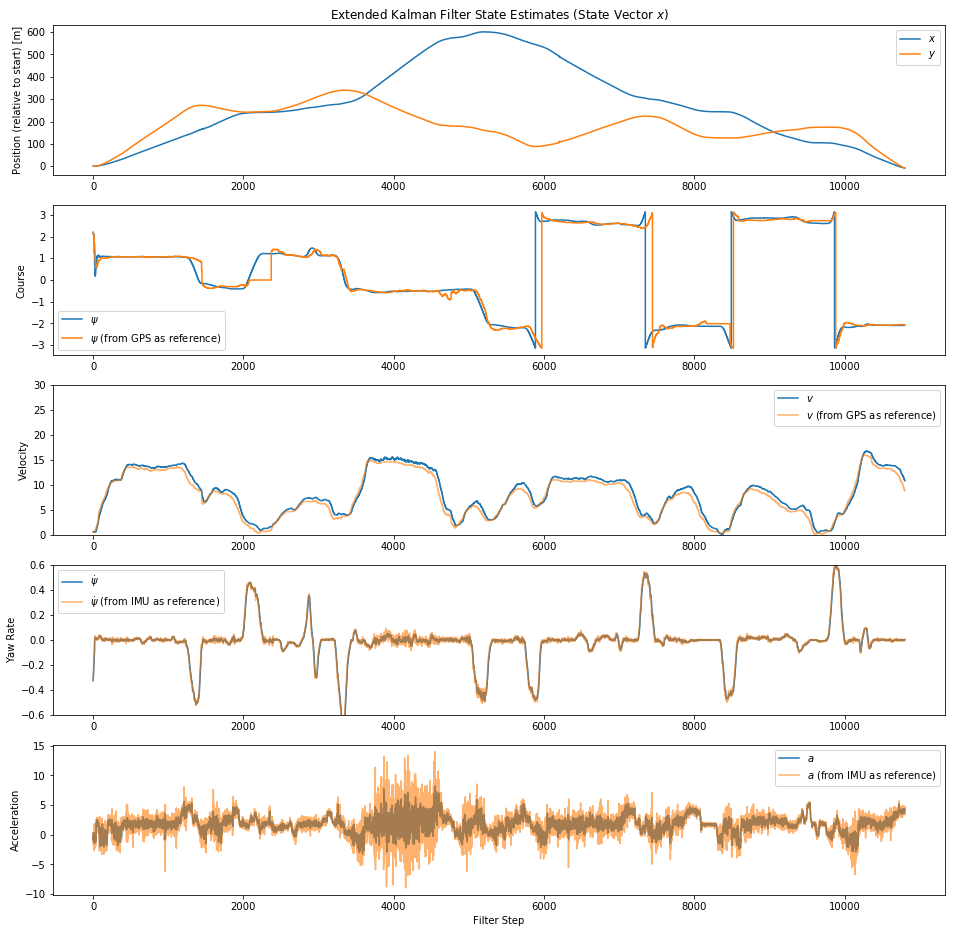 Extended Kalman Filter State Estimates (State Vector x)
Position (relative to start) [m]
600
500
400
300
200
100
0
x
y
0 2000 4000 6000 8000 10000
Course
3
2
1
0
−1
−2
−3
ψ
ψ (from GPS as reference)
0 2000 4000 6000 8000 10000
Velocity
30
25
20
15
10
5
0
v
v (from GPS as reference)
0 2000 4000 6000 8000 10000
Yaw Rate
0.6
0.4
0.2
0.0
−0.2
−0.4
−0.6
ψ̇
ψ̇ (from IMU as reference)
0 2000 4000 6000 8000 10000
Acceleration
15
10
5
0
−5
−10
a
a (from IMU as reference)
0 2000 4000 6000 8000 10000
Filter Step